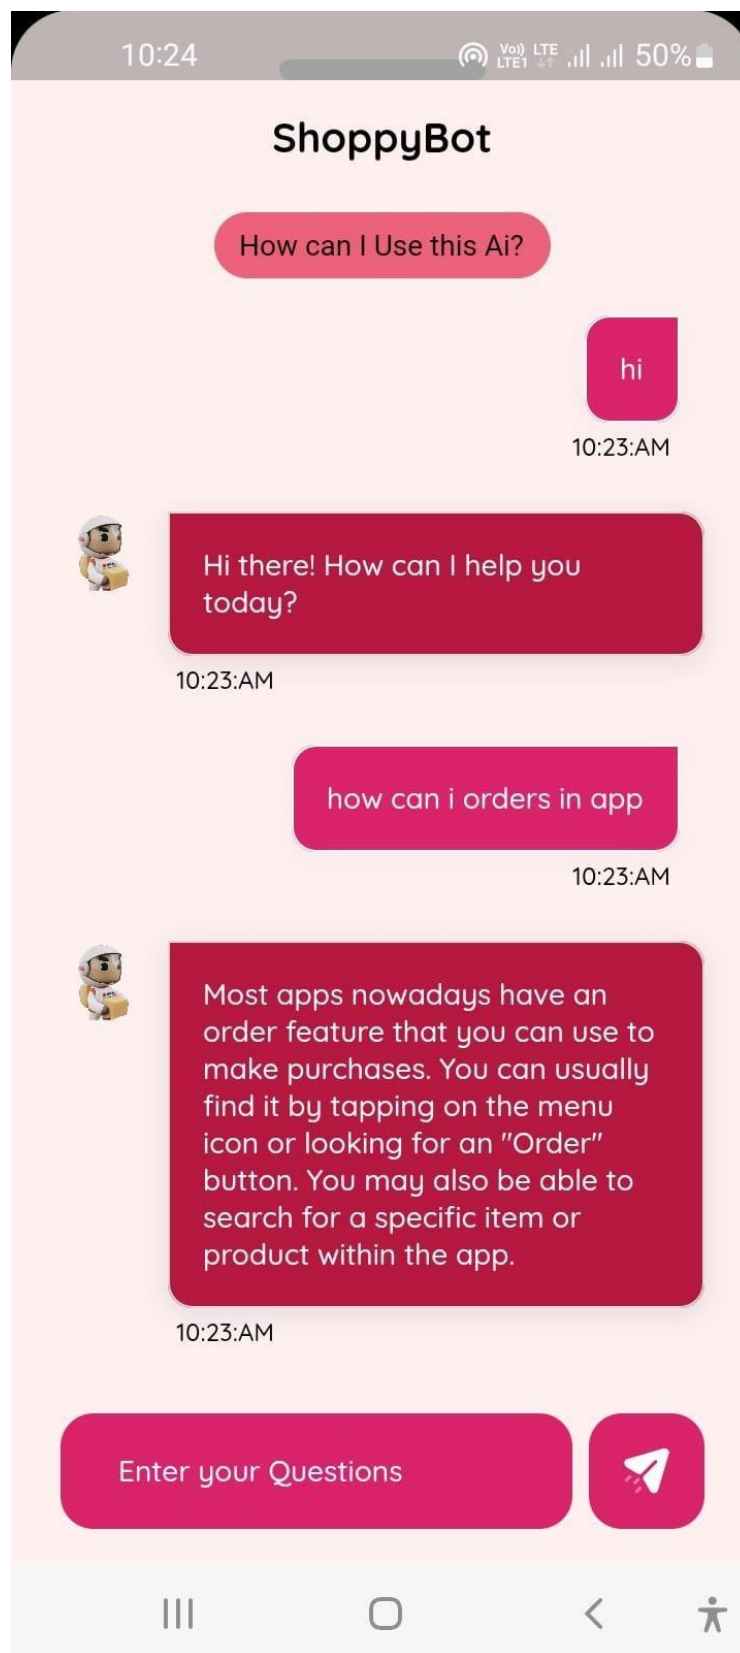 10:24
Vo)) LTE
LTE1
50%
ShoppyBot
How can I Use this Ai?
hi
10:23:AM
Hi there! How can I help you
today?
10:23:AM
how can i orders in app
10:23:AM
Most apps nowadays have an
order feature that you can use to
make purchases. You can usually
find it by tapping on the menu
icon or looking for an "Order"
button. You may also be able to
search for a specific item or
product within the app.
10:23:AM
Enter your Questions